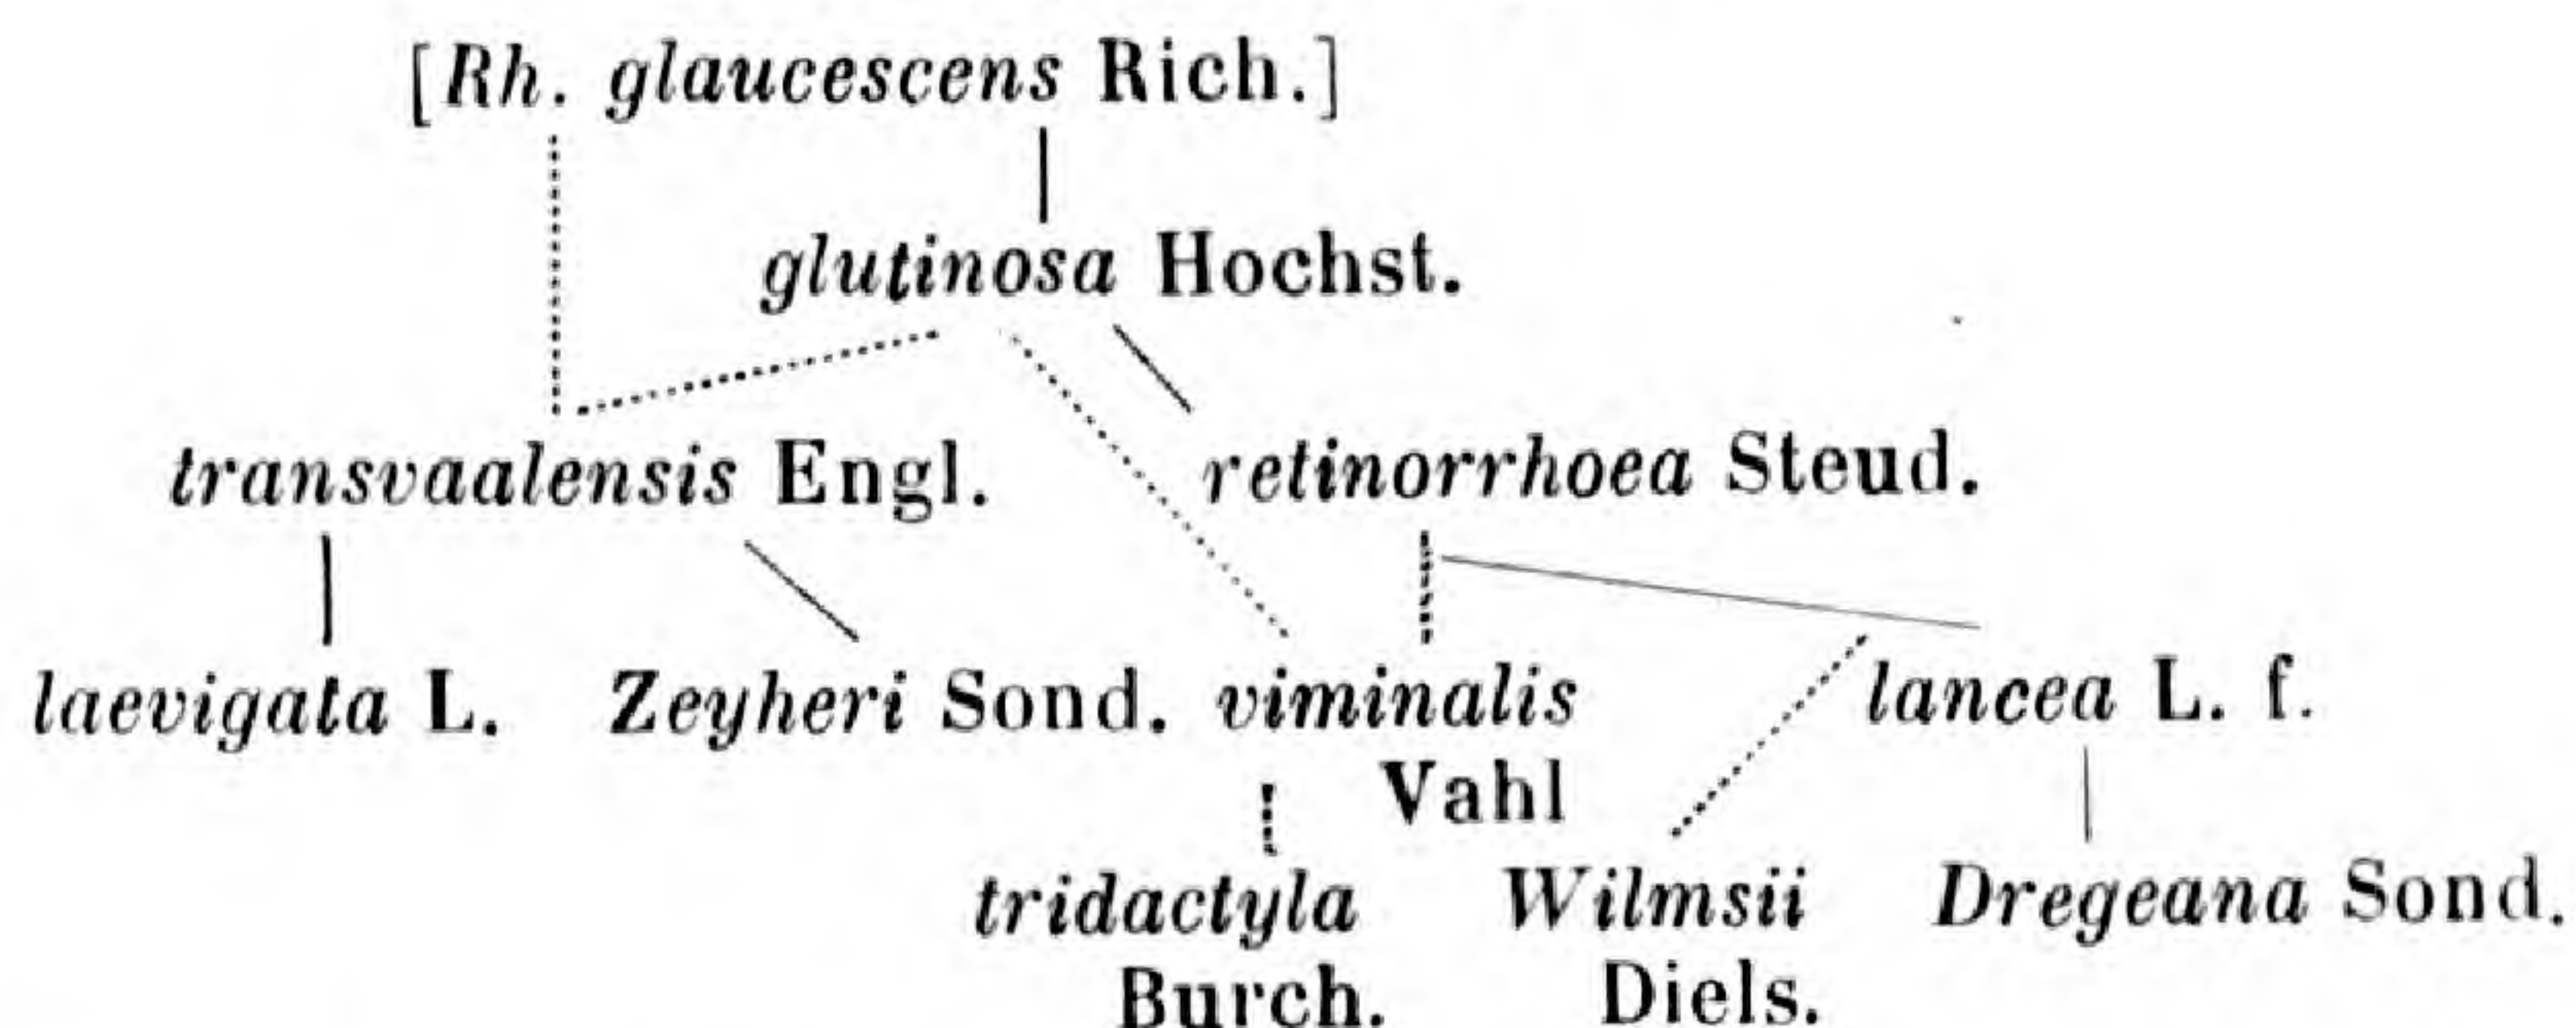 [Rh. glaucescens Rich.]
glutinosa Hochst.
transvaalensis Engl. retinorrhoea Steud.
laevigata L. Zeyheri Sond. viminalis lancea L. f.
Vahl
tridactyla Wilmsii Dregeana Sond.
Burch. Diels.